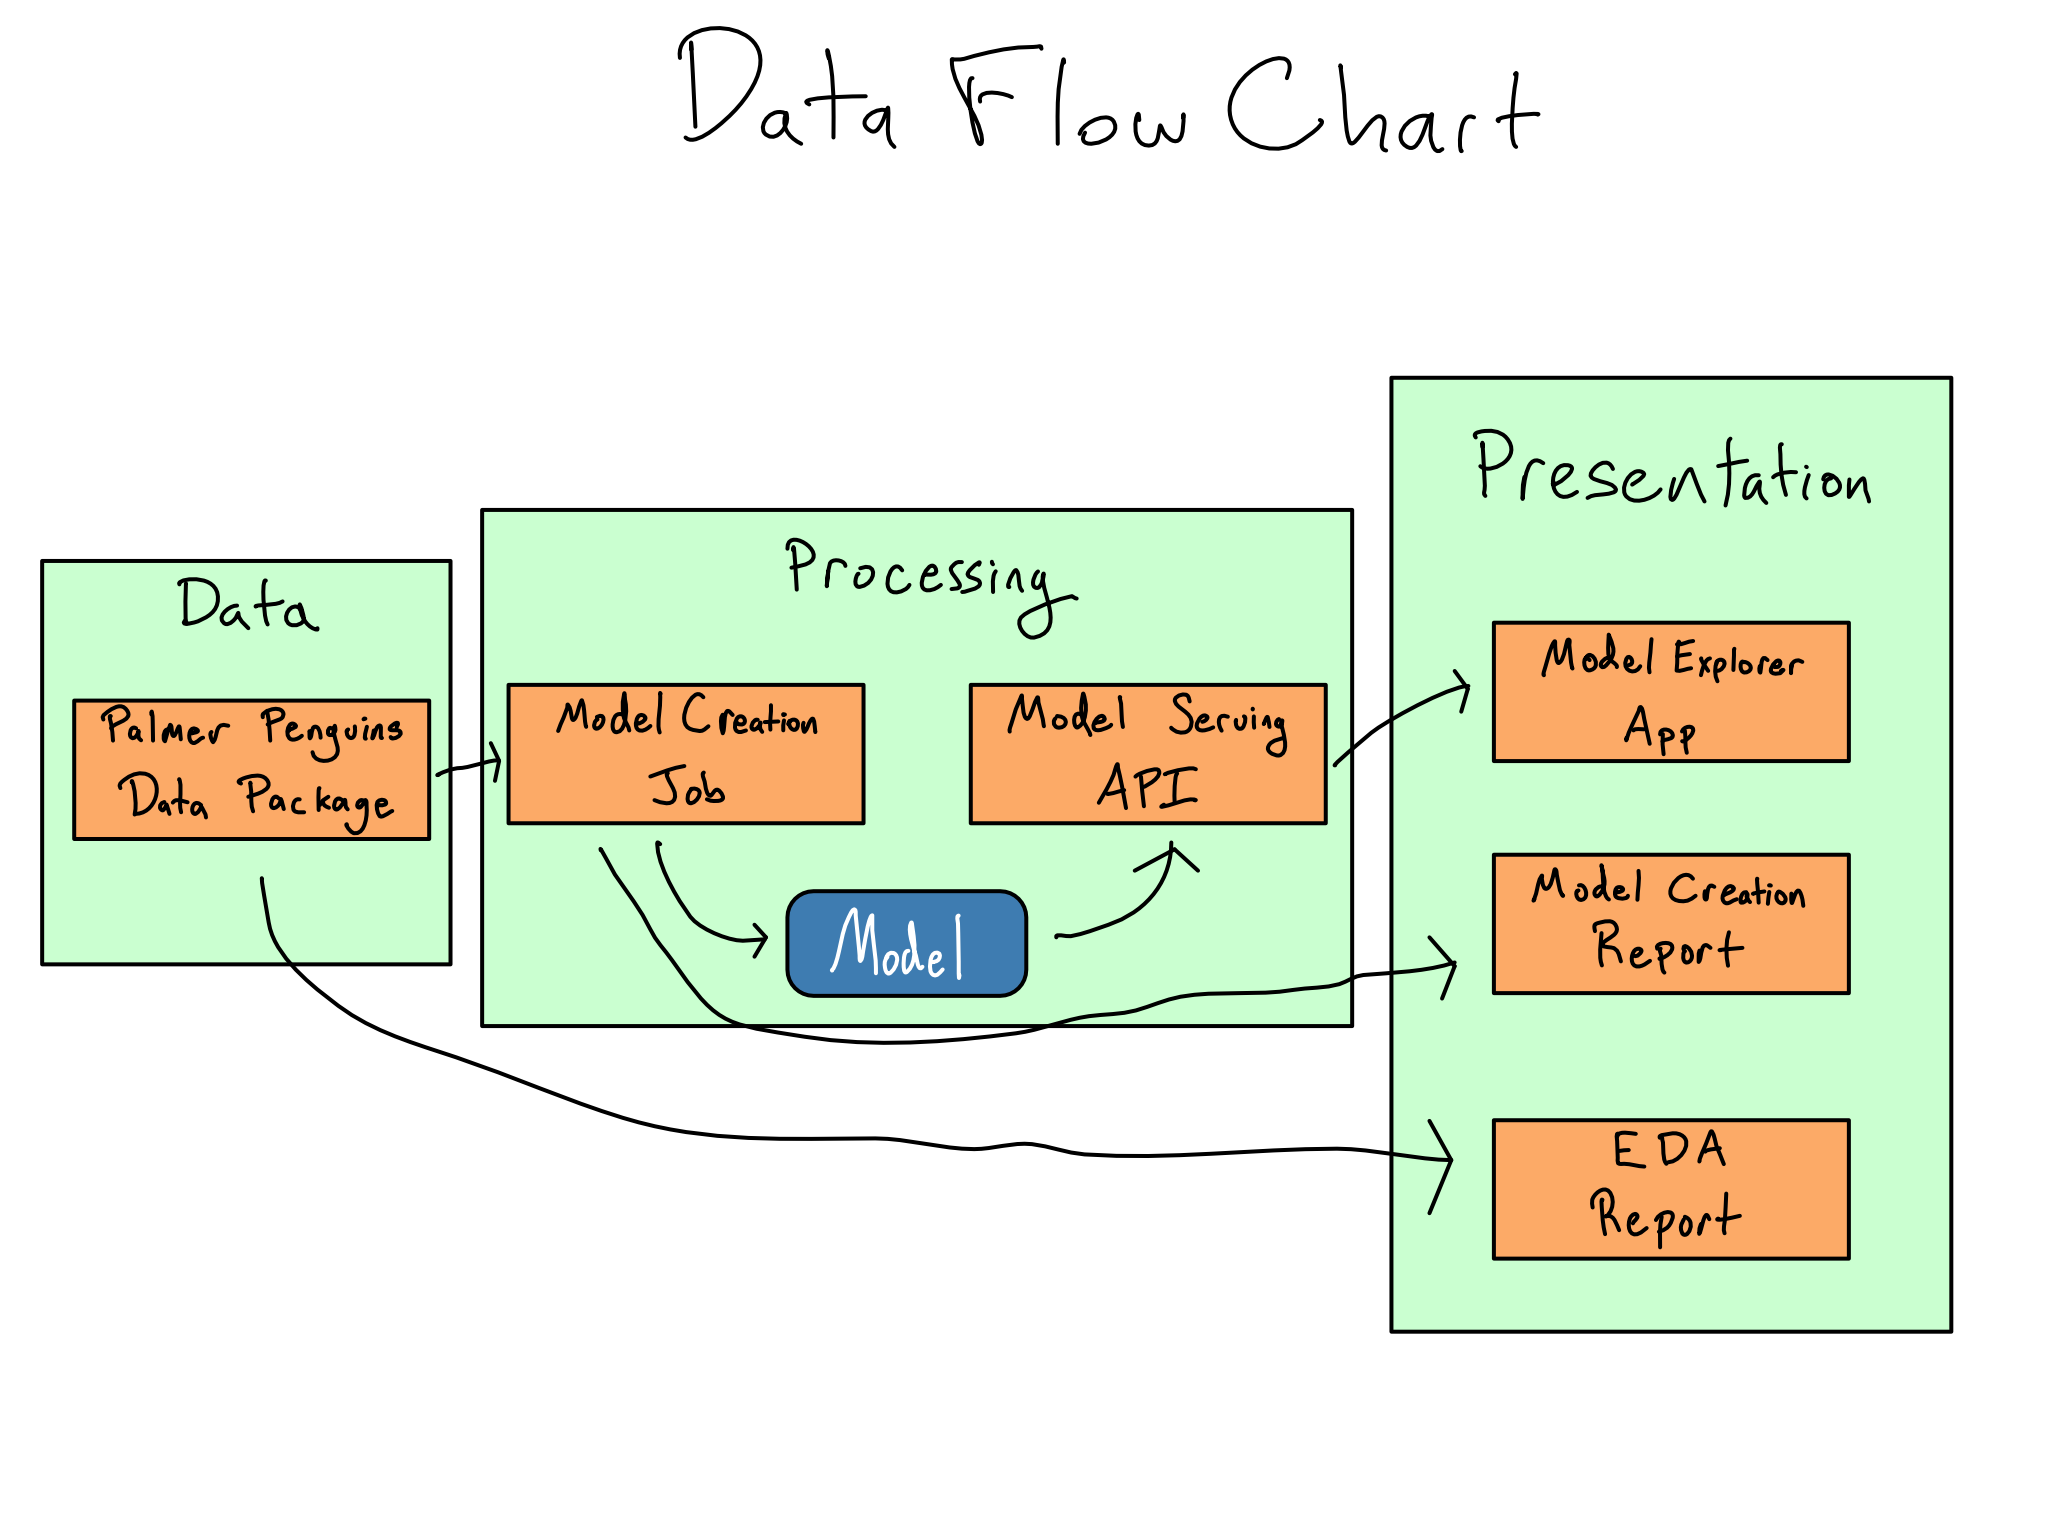 Data Flow Chart
Data
Palmer Penguins
Data Package
Processing
Model Creation
Job
Model Serving
API
Model
Presentation
Model Explorer
App
Model Creation
Report
EDA
Report